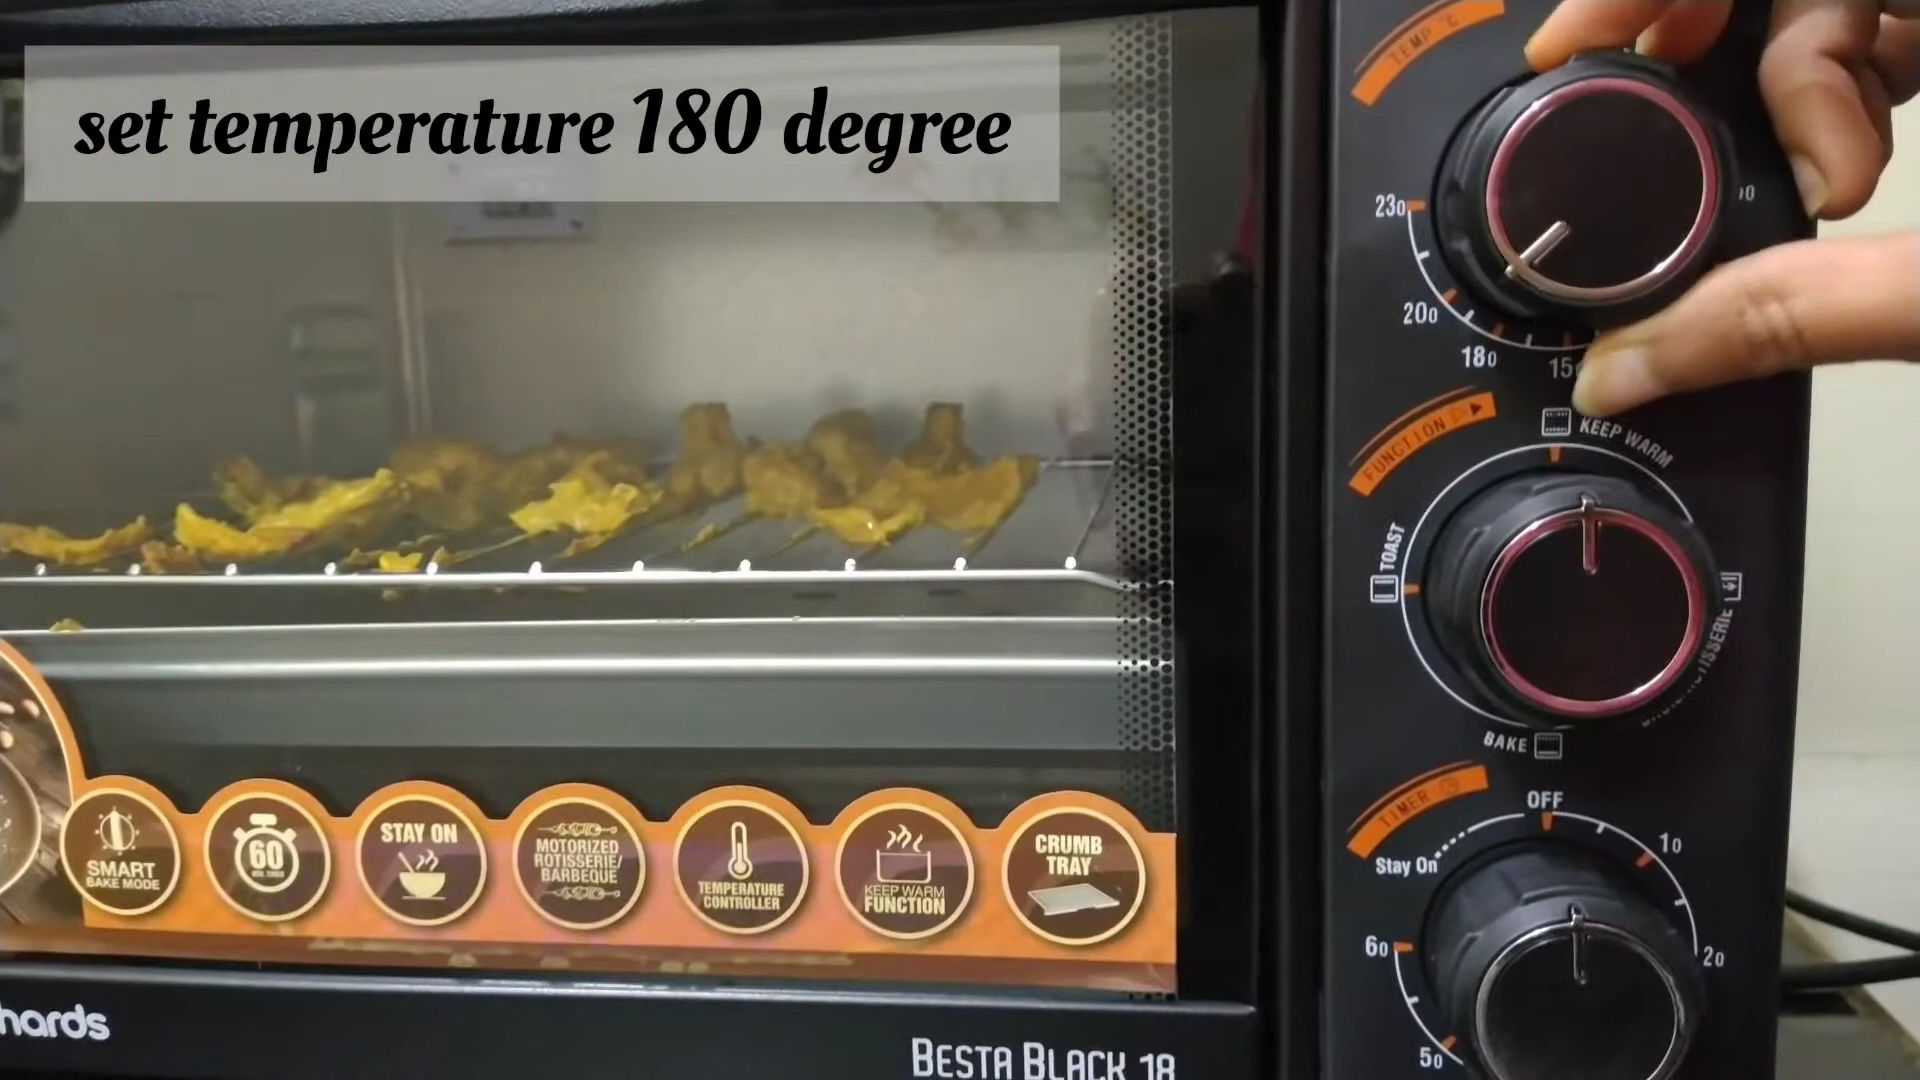 set temperature 180 degree
TEMP °C
230
200
180
FUNCTION
KEEP WARM
TOAST
BAKE
TIMER
OFF
10
Stay On
60
20
50
SMART
BAKE MODE
60
STAY ON
MOTORIZED
ROTISSERIE/
BARBEQUE
TEMPERATURE
CONTROLLER
KEEP WARM
FUNCTION
CRUMB
TRAY
hards
BESTA BLACK 18